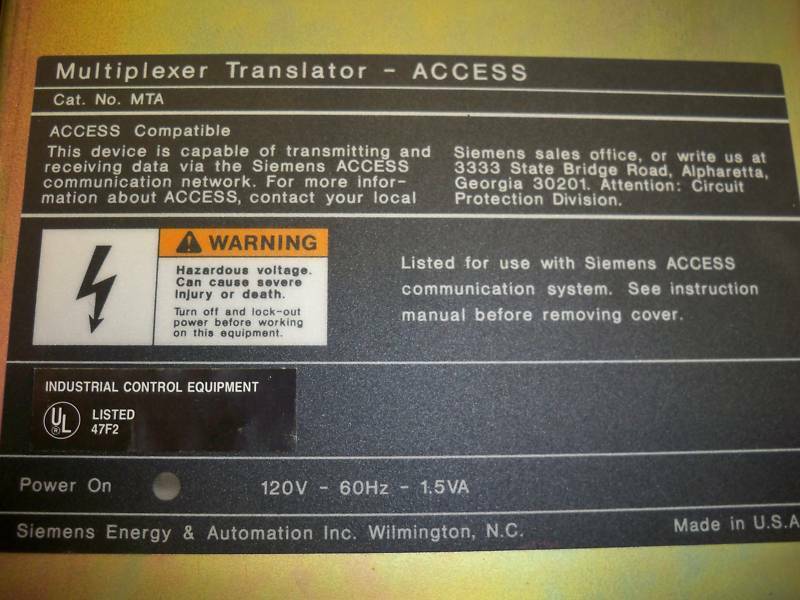 Multiplexer Translator - ACCESS
Cat. No. MTA
ACCESS Compatible
This device is capable of transmitting and
receiving data via the Siemens ACCESS
communication network. For more infor-
mation about ACCESS, contact your local
Siemens sales office, or write us at
3333 State Bridge Road, Alpharetta,
Georgia 30201. Attention: Circuit
Protection Division.
WARNING
Hazardous voltage.
Can cause severe
injury or death.
Turn off and lock-out
power before working
on this equipment.
Listed for use with Siemens ACCESS
communication system. See instruction
manual before removing cover.
INDUSTRIAL CONTROL EQUIPMENT
UL ®
LISTED
47F2
Power On
120V - 60Hz - 1.5VA
Siemens Energy & Automation Inc. Wilmington, N.C.
Made in U.S.A